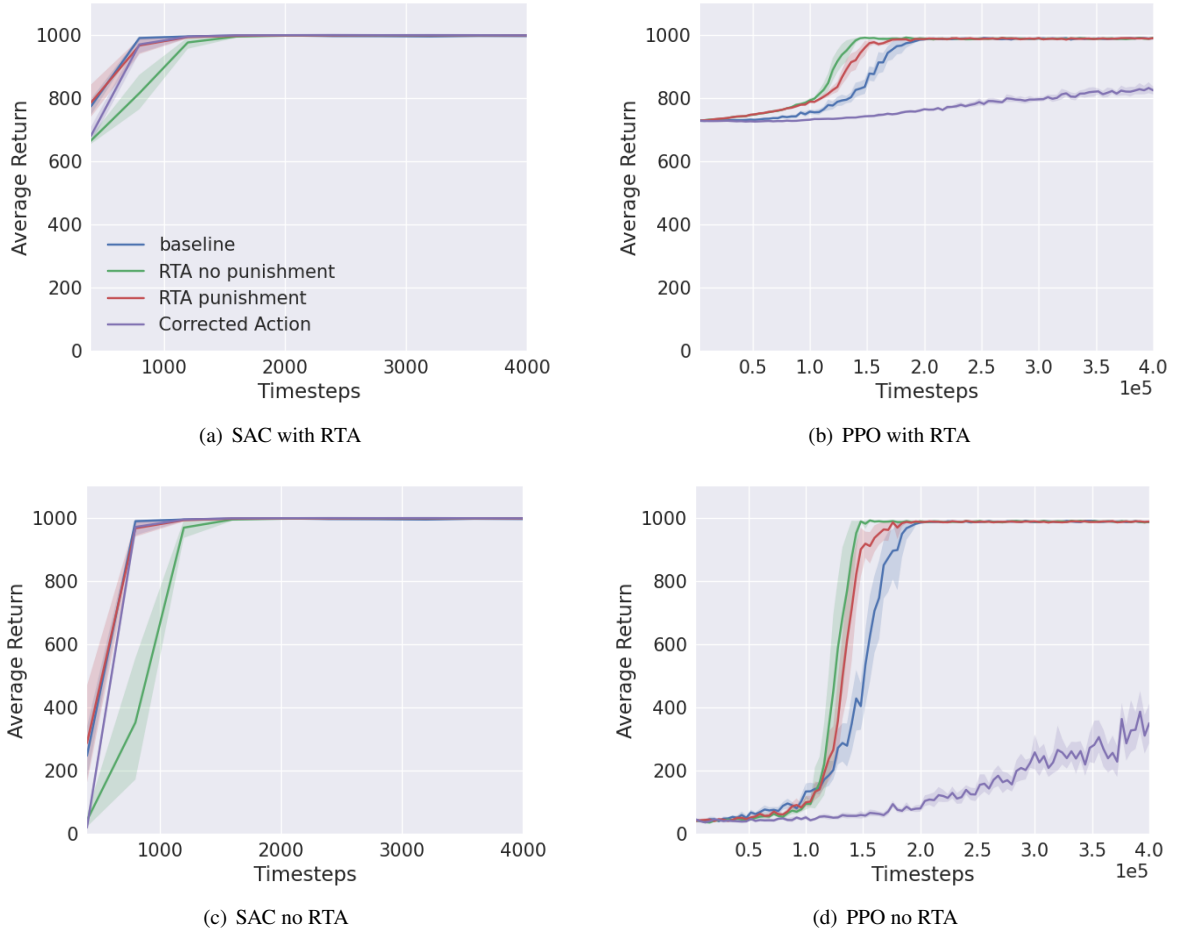 1000
800
600
400
200
0
Average Return
baseline
RTA no punishment
RTA punishment
Corrected Action
1000 2000 3000 4000
Timesteps
(a) SAC with RTA
1000
800
600
400
200
0
Average Return
0.5 1.0 1.5 2.0 2.5 3.0 3.5 4.0
1e5
Timesteps
(b) PPO with RTA
1000
800
600
400
200
0
Average Return
1000 2000 3000 4000
Timesteps
(c) SAC no RTA
1000
800
600
400
200
0
Average Return
0.5 1.0 1.5 2.0 2.5 3.0 3.5 4.0
1e5
Timesteps
(d) PPO no RTA